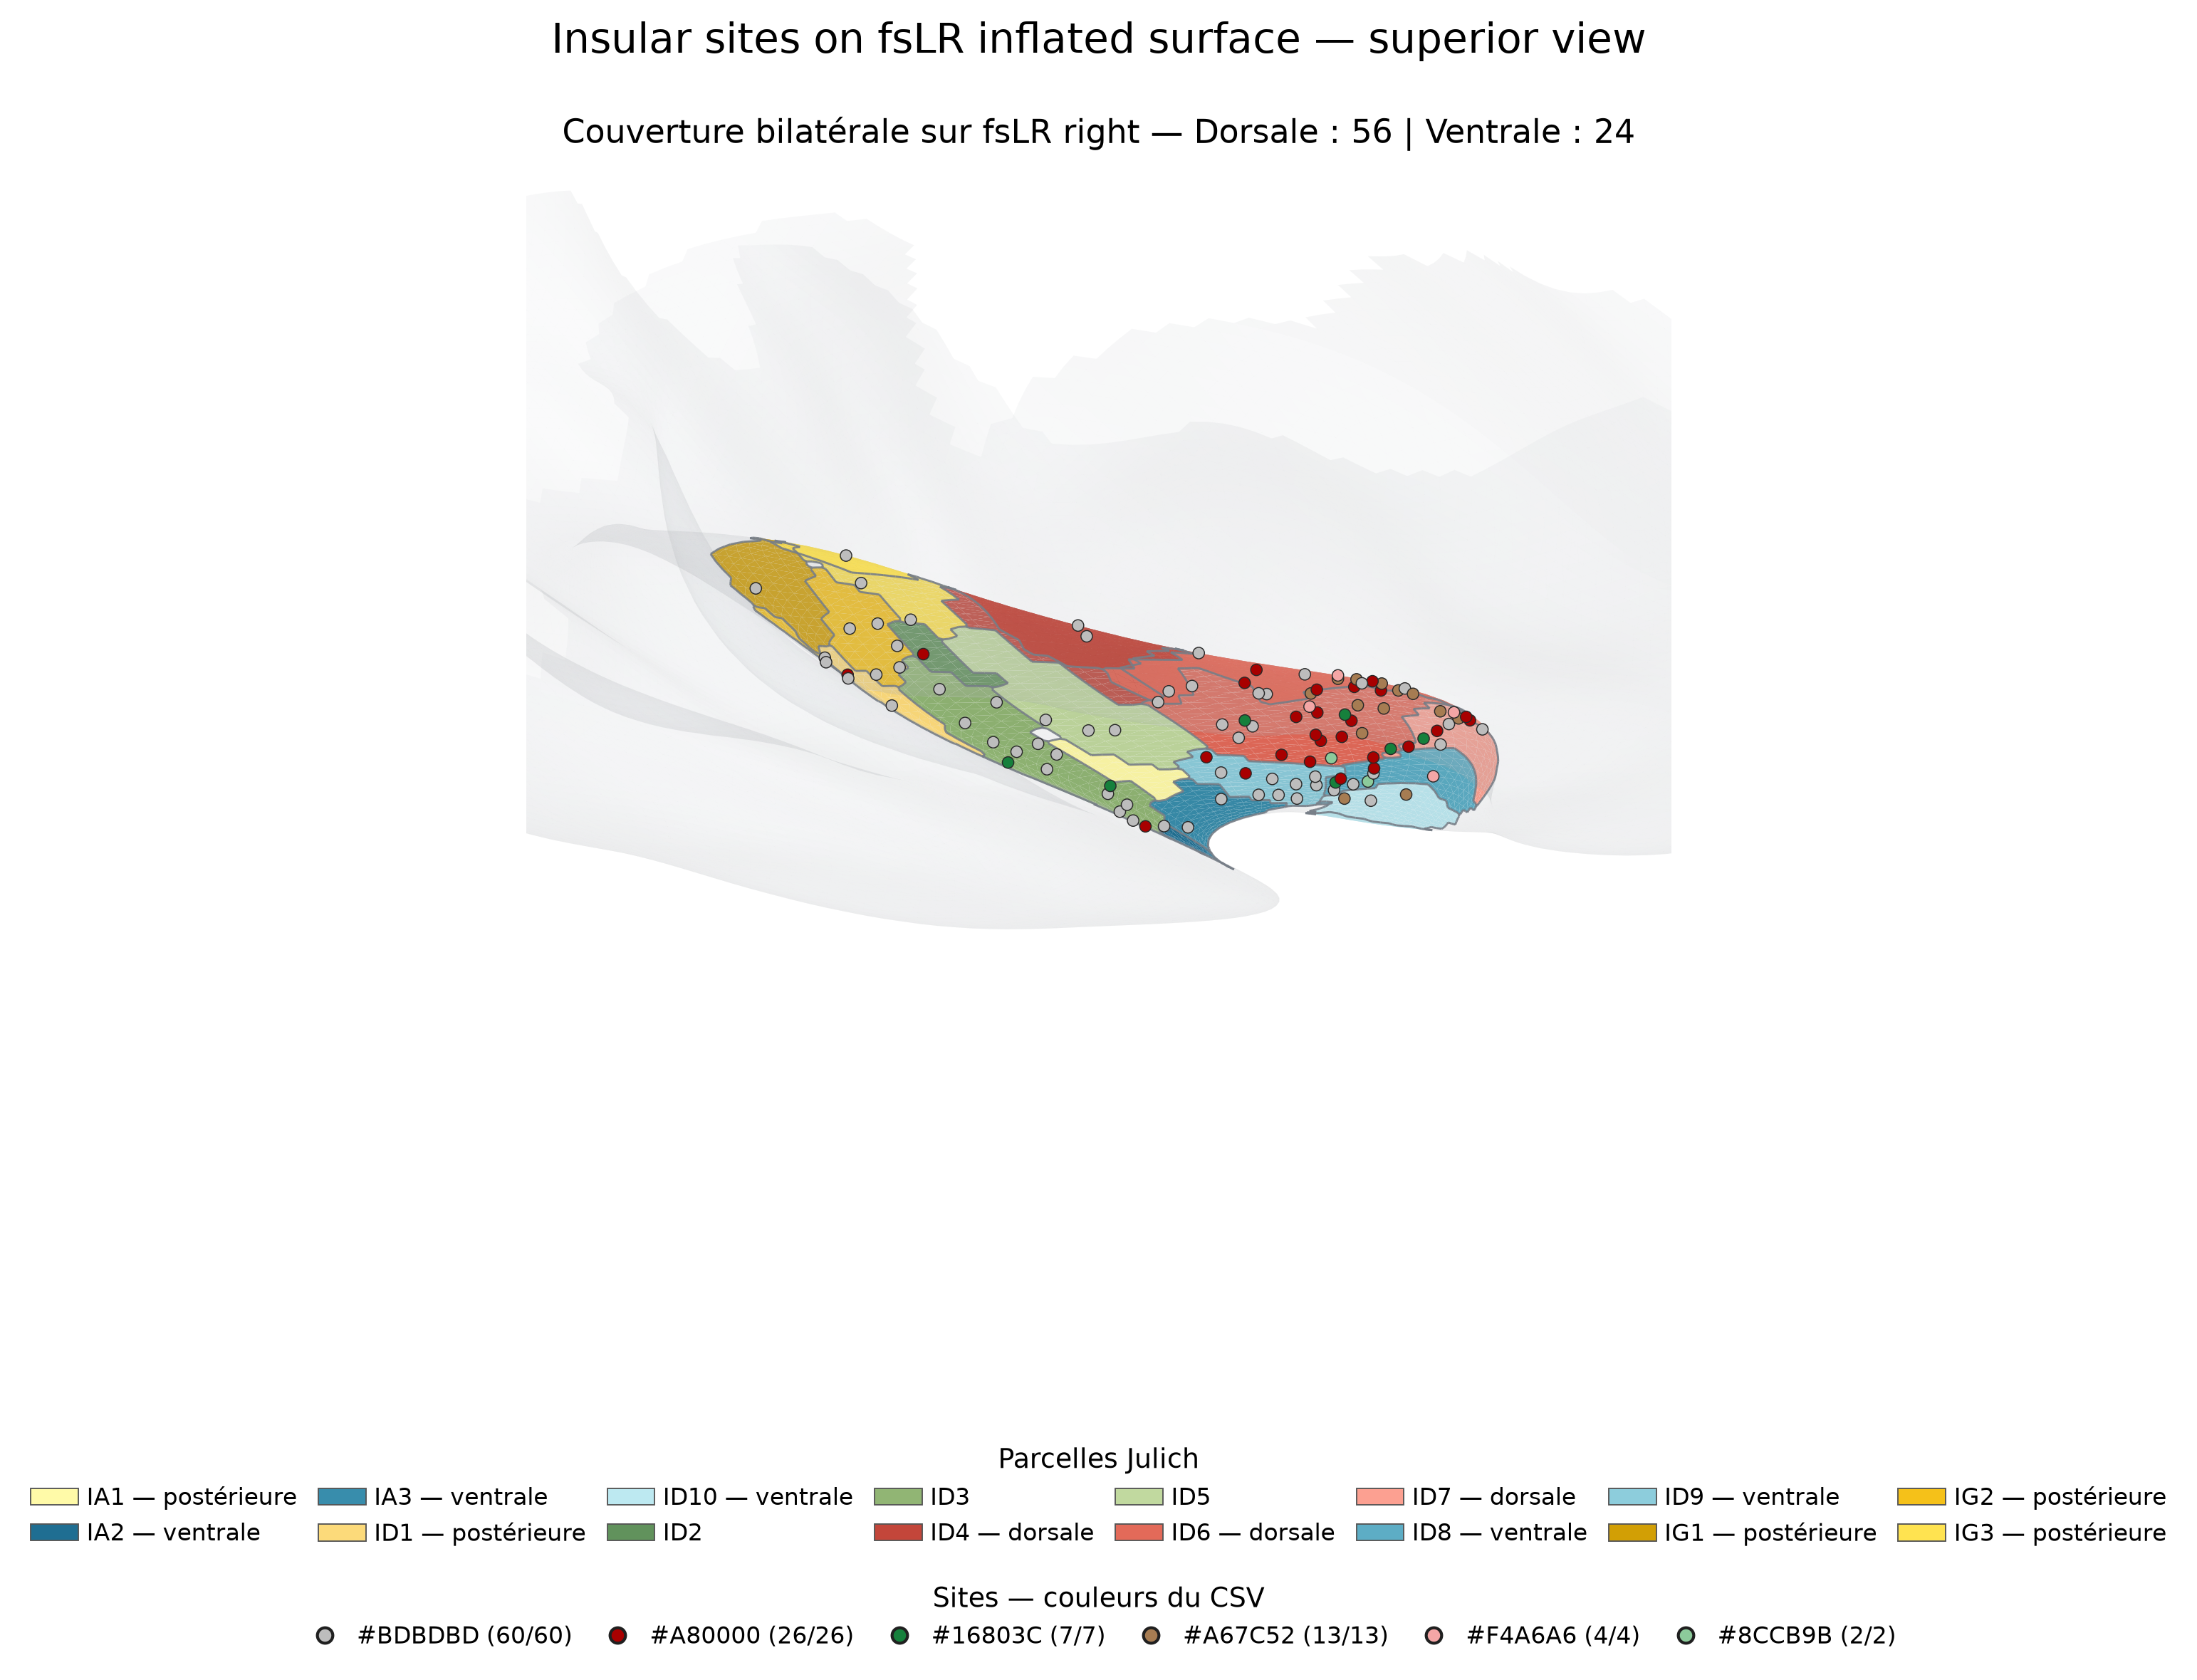 Insular sites on fsLR inflated surface — superior view
Couverture bilatérale sur fsLR right — Dorsale : 56 | Ventrale : 24
Parcelles Julich
IA1 — postérieure IA3 — ventrale ID10 — ventrale ID3 ID5 ID7 — dorsale ID9 — ventrale IG2 — postérieure
IA2 — ventrale ID1 — postérieure ID2 ID4 — dorsale ID6 — dorsale ID8 — ventrale IG1 — postérieure IG3 — postérieure
Sites — couleurs du CSV
#BDBDBD (60/60) #A80000 (26/26) #16803C (7/7) #A67C52 (13/13) #F4A6A6 (4/4) #8CCB9B (2/2)